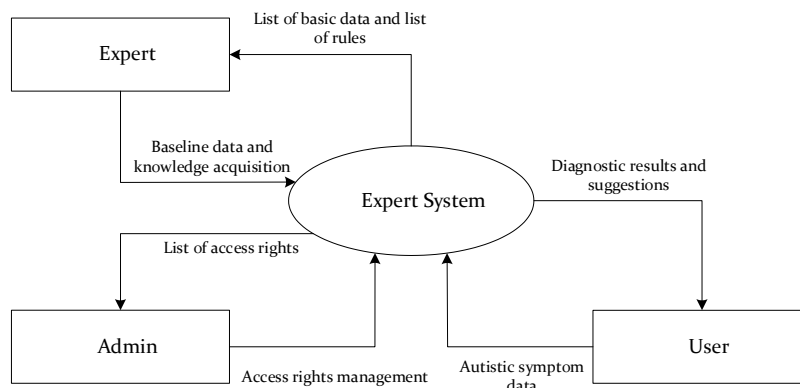 List of basic data and list
of rules
Expert
Baseline data and
knowledge acquisition
Diagnostic results and
suggestions
Expert System
List of access rights
Admin
User
Access rights management
Autistic symptom
data